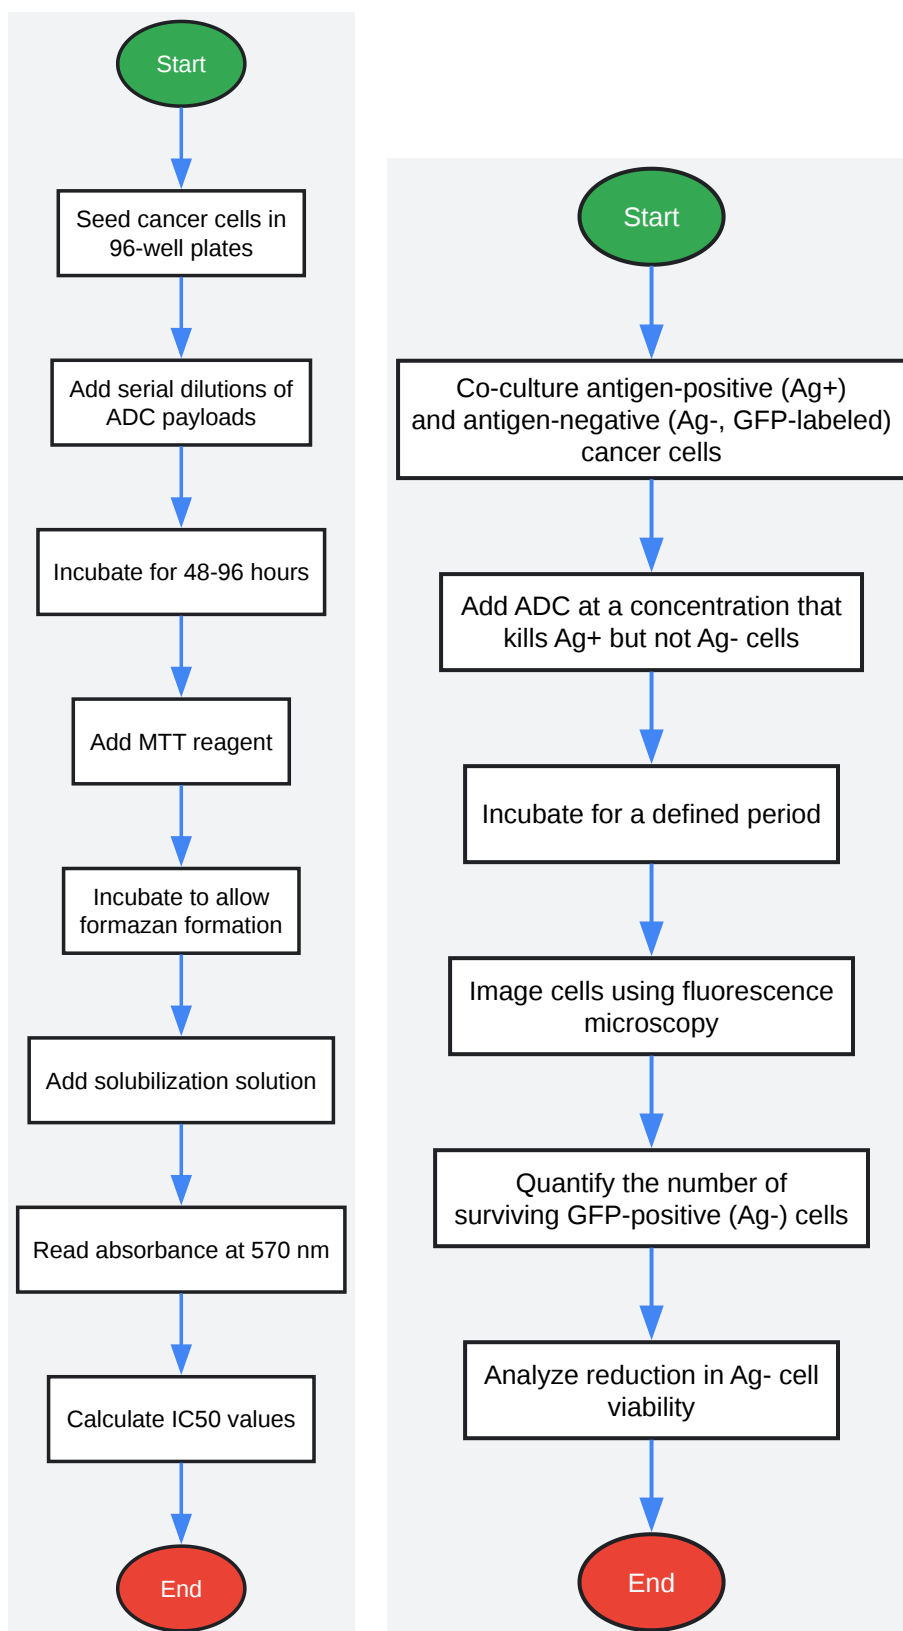 Start
Seed cancer cells in
96-well plates
Add serial dilutions of
ADC payloads
Incubate for 48-96 hours
Add MTT reagent
Incubate to allow
formazan formation
Add solubilization solution
Read absorbance at 570 nm
Calculate IC50 values
End
Start
Co-culture antigen-positive (Ag+)
and antigen-negative (Ag-, GFP-labeled)
cancer cells
Add ADC at a concentration that
kills Ag+ but not Ag- cells
Incubate for a defined period
Image cells using fluorescence
microscopy
Quantify the number of
surviving GFP-positive (Ag-) cells
Analyze reduction in Ag- cell
viability
End